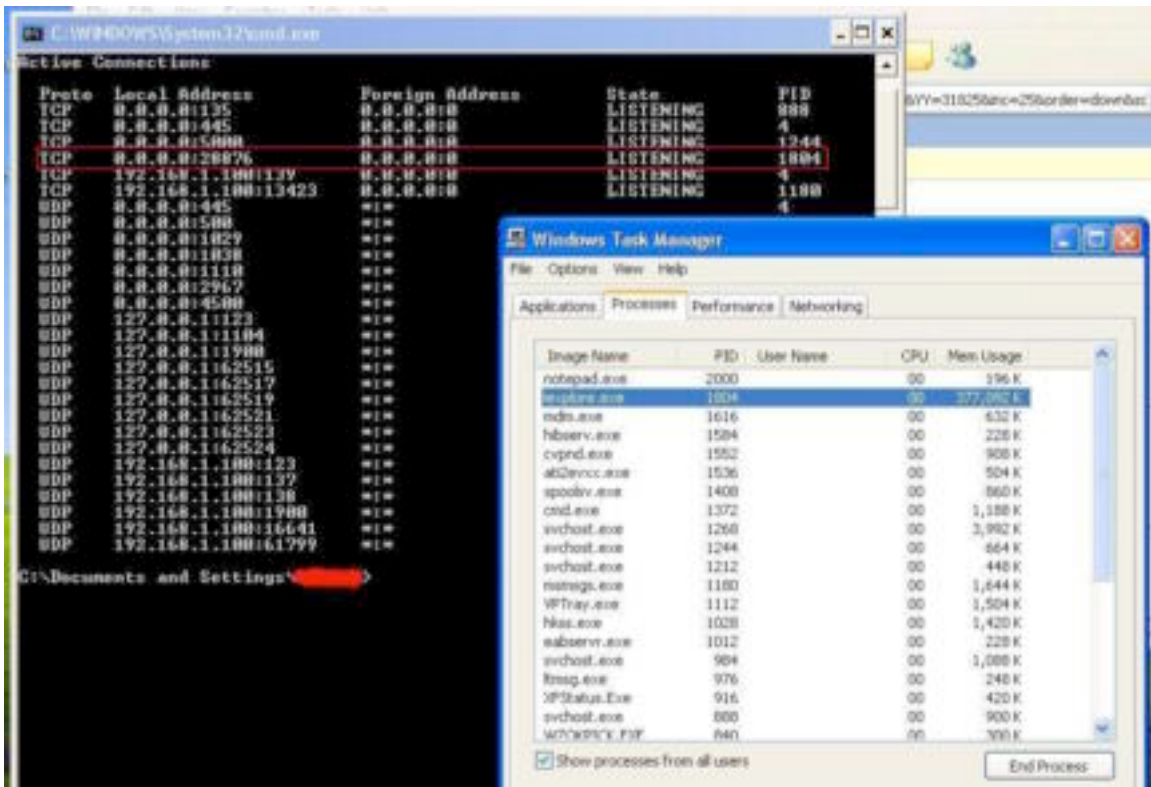 C:\WINDOWS\System32\cmd.exe
Active Connections
Proto Local Address Foreign Address State PID
TCP 0.0.0.0:135 0.0.0.0:0 LISTENING 888
TCP 0.0.0.0:445 0.0.0.0:0 LISTENING 4
TCP 0.0.0.0:5000 0.0.0.0:0 LISTENING 1244
TCP 0.0.0.0:28876 0.0.0.0:0 LISTENING 1804
TCP 192.168.1.100:139 0.0.0.0:0 LISTENING 4
TCP 192.168.1.100:13423 0.0.0.0:0 LISTENING 1180
UDP 0.0.0.0:445 *:* 4
UDP 0.0.0.0:500 *:*
UDP 0.0.0.0:1029 *:*
UDP 0.0.0.0:1030 *:*
UDP 0.0.0.0:1110 *:*
UDP 0.0.0.0:2967 *:*
UDP 0.0.0.0:4500 *:*
UDP 127.0.0.1:123 *:*
UDP 127.0.0.1:1104 *:*
UDP 127.0.0.1:1900 *:*
UDP 127.0.0.1:62515 *:*
UDP 127.0.0.1:62517 *:*
UDP 127.0.0.1:62519 *:*
UDP 127.0.0.1:62521 *:*
UDP 127.0.0.1:62523 *:*
UDP 127.0.0.1:62524 *:*
UDP 192.168.1.100:123 *:*
UDP 192.168.1.100:137 *:*
UDP 192.168.1.100:138 *:*
UDP 192.168.1.100:1900 *:*
UDP 192.168.1.100:16641 *:*
UDP 192.168.1.100:61799 *:*
C:\Documents and Settings\ >
Windows Task Manager
File Options View Help
Applications Processes Performance Networking
Image Name PID User Name CPU Mem Usage
notepad.exe 2000 00 196 K
iexplore.exe 1804 00 377,092 K
mdm.exe 1616 00 632 K
hibserv.exe 1584 00 228 K
cvpnd.exe 1552 00 908 K
ati2evxx.exe 1536 00 504 K
spoolsv.exe 1408 00 860 K
cmd.exe 1372 00 1,188 K
svchost.exe 1268 00 3,992 K
svchost.exe 1244 00 664 K
svchost.exe 1212 00 448 K
msmsgs.exe 1180 00 1,644 K
VPTray.exe 1112 00 1,504 K
1028 00 1,420 K
eabservr.exe 1012 00 228 K
svchost.exe 984 00 1,088 K
ltmsg.exe 976 00 248 K
XPStatus.Exe 916 00 420 K
svchost.exe 888 00 900 K
WZQKPICK.EXE 840 00 300 K
Show processes from all users
End Process